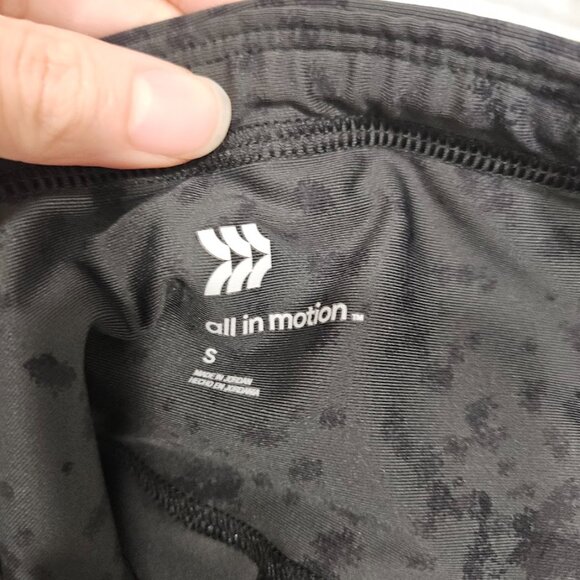 all in motion™
S
MADE IN JORDAN
HECHO EN JORDANIA